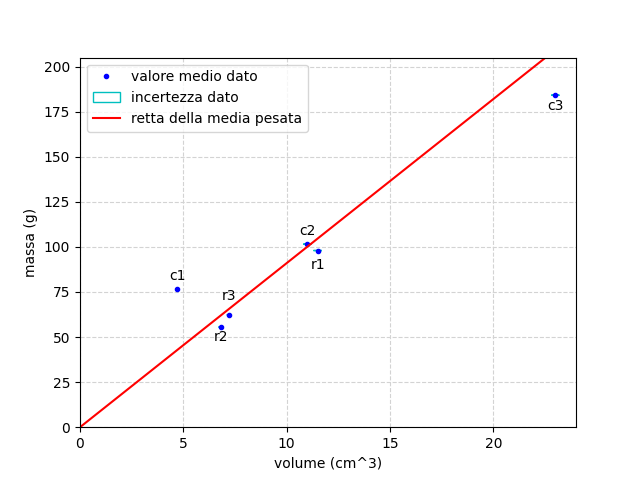 200
175
150
125
100
75
50
25
0
massa (g)
valore medio dato
incertezza dato
retta della media pesata
c3
c2
r1
c1
r3
r2
0 5 10 15 20
volume (cm^3)